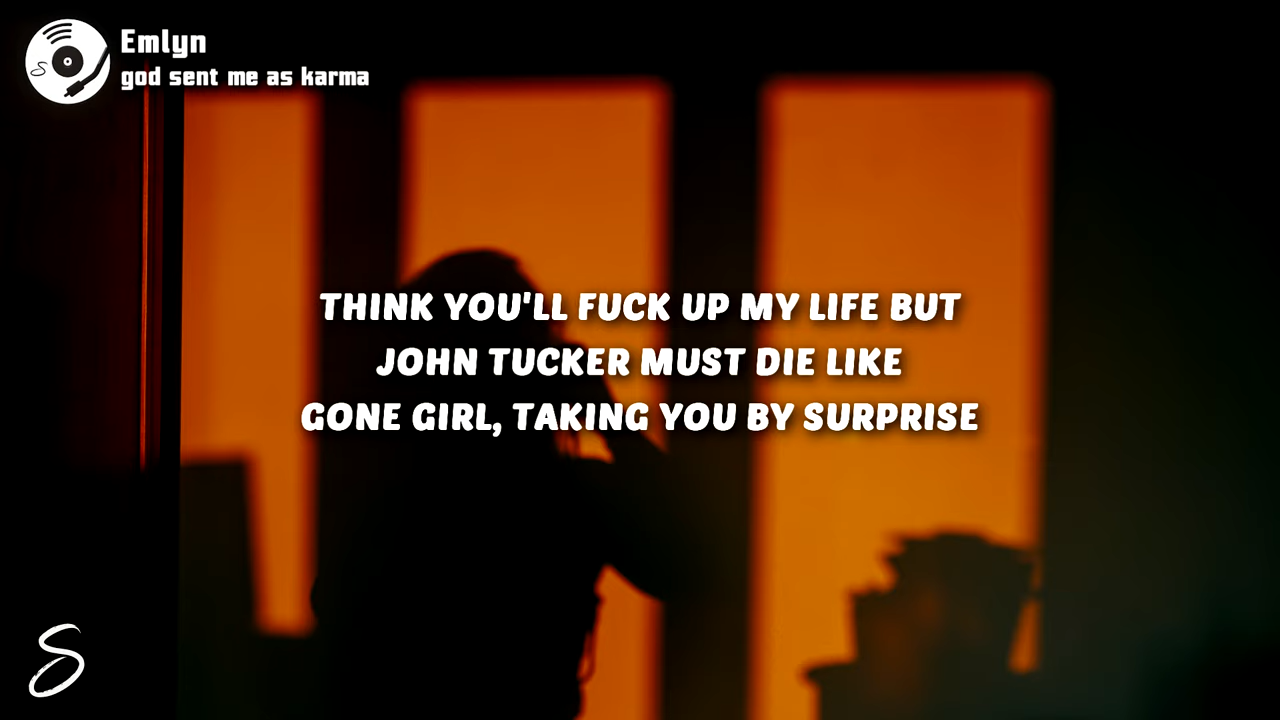 Emlyn
god sent me as karma
THINK YOU'LL FUCK UP MY LIFE BUT
JOHN TUCKER MUST DIE LIKE
GONE GIRL, TAKING YOU BY SURPRISE
S